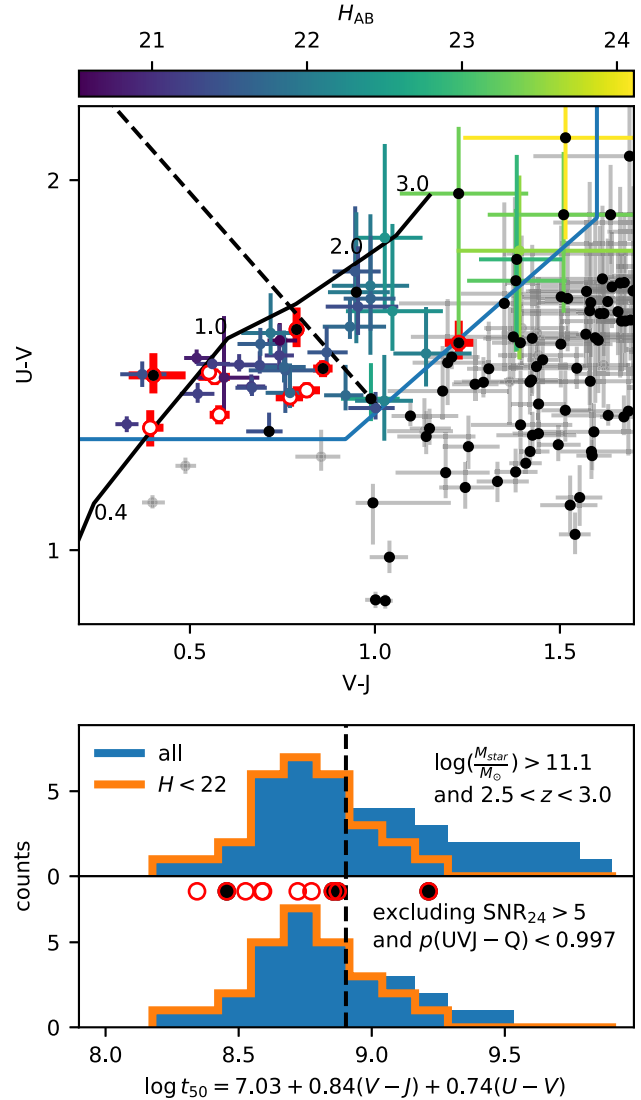 H_AB
21 22 23 24
2
3.0
2.0
1.0
U-V
0.4
1
0.5 1.0 1.5
V-J
all
H < 22
log(M_star/M_⊙) > 11.1
and 2.5 < z < 3.0
5
0
counts
excluding SNR_24 > 5
and p(UVJ − Q) < 0.997
5
0
8.0 8.5 9.0 9.5
log t_50 = 7.03 + 0.84(V − J) + 0.74(U − V)